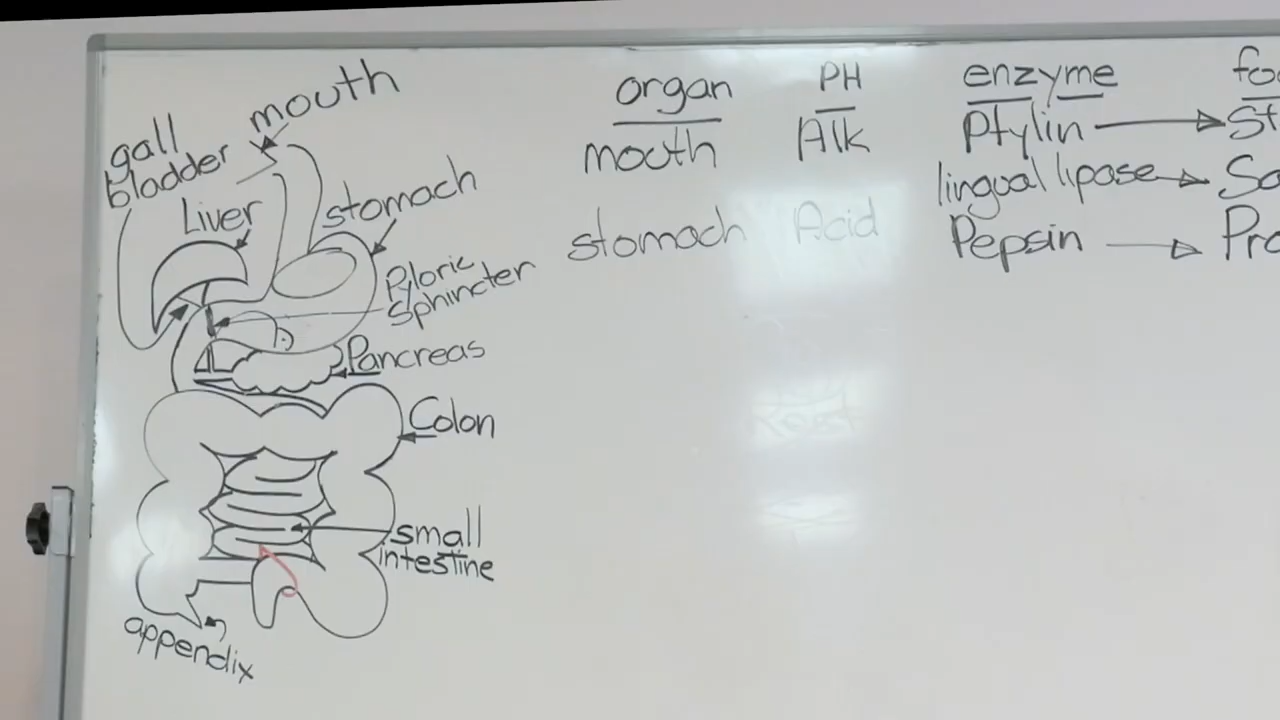 mouth
gall
bladder
Liver
stomach
Pyloric
sphincter
Pancreas
Colon
small
intestine
appendix
organ PH enzyme
mouth Alk Ptylin
lingual lipase
stomach Acid Pepsin